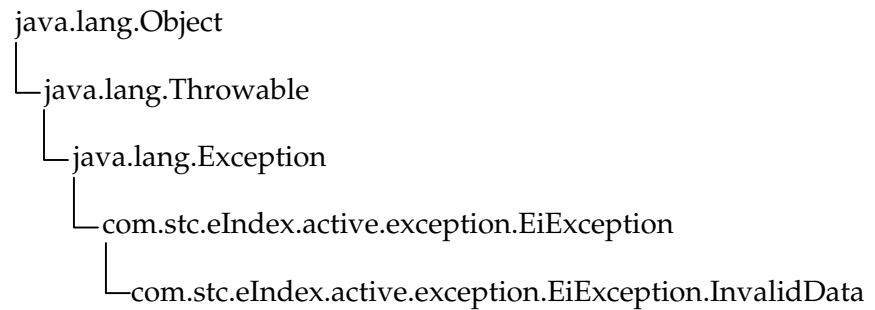 java.lang.Object
java.lang.Throwable
java.lang.Exception
com.stc.eIndex.active.exception.EiException
com.stc.eIndex.active.exception.EiException.InvalidData